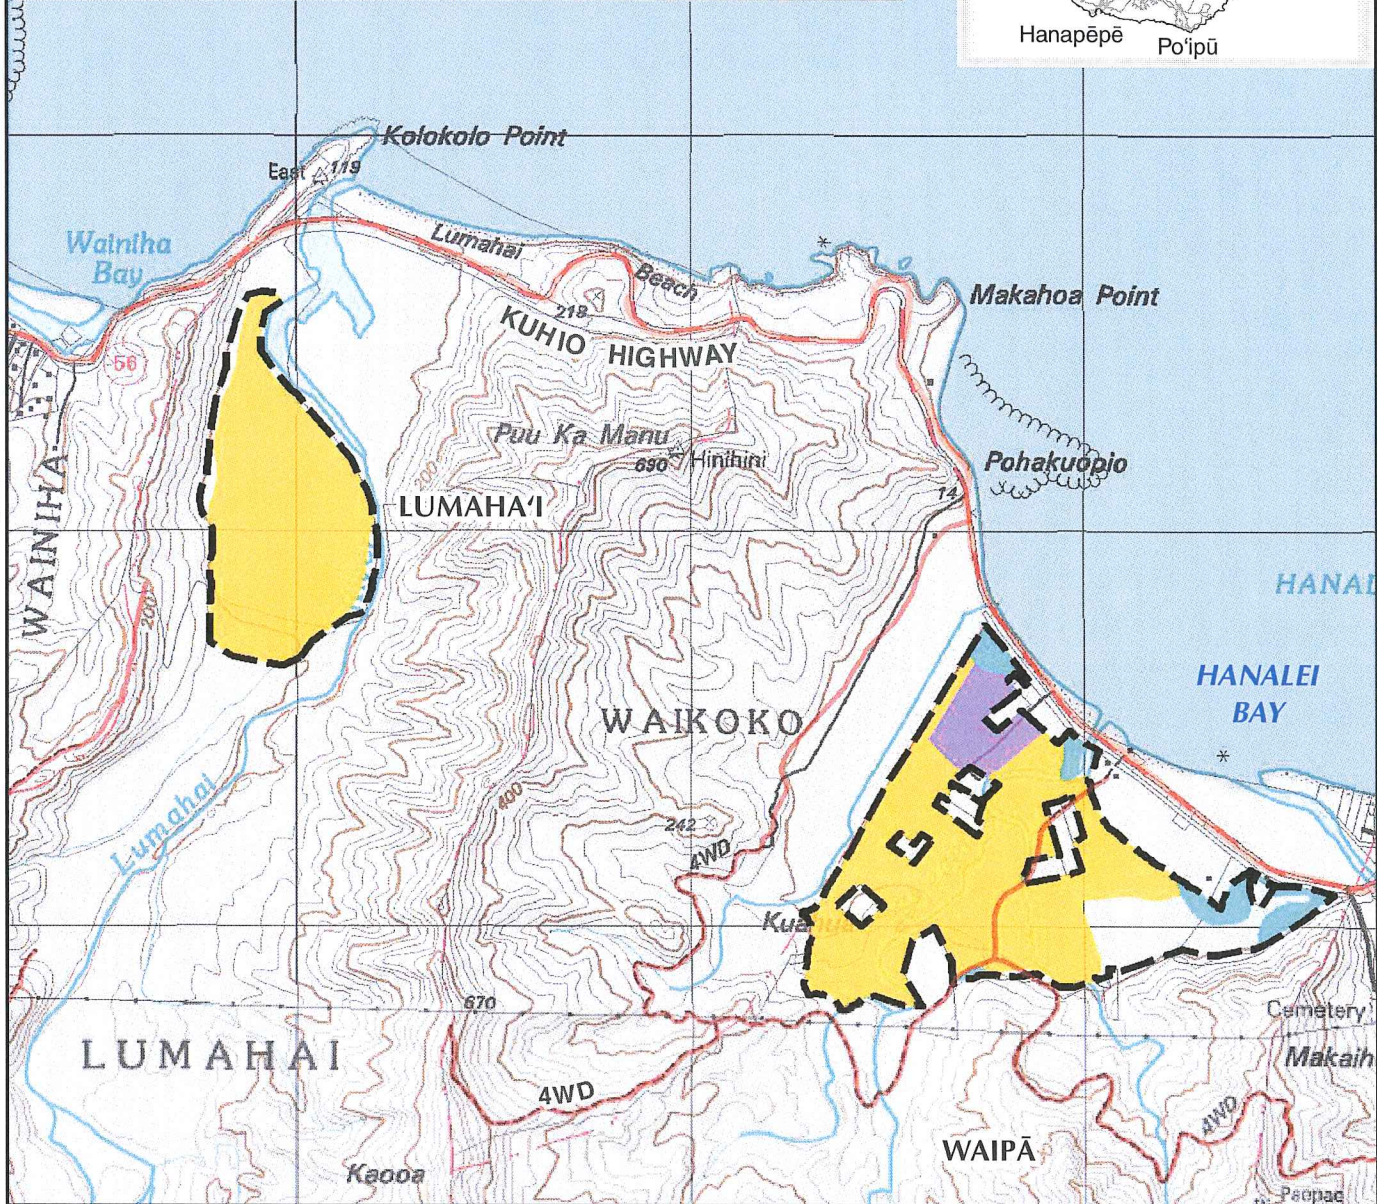 Hanapēpē
Po'ipū
Kolokolo Point
East 119
Wainiha
Bay
Lumahai
Beach
Makahoa Point
218
KUHIO HIGHWAY
56
Puu Ka Manu
690 Hinihini
200
Pohakuopio
14
LUMAHA'I
WAINIHA
200
HANAL
HANALEI
BAY
WAIKOKO
400
Lumahai
242
4WD
670
Cemetery
LUMAHAI
Makaih
4WD
4WD
WAIPĀ
Kaooa